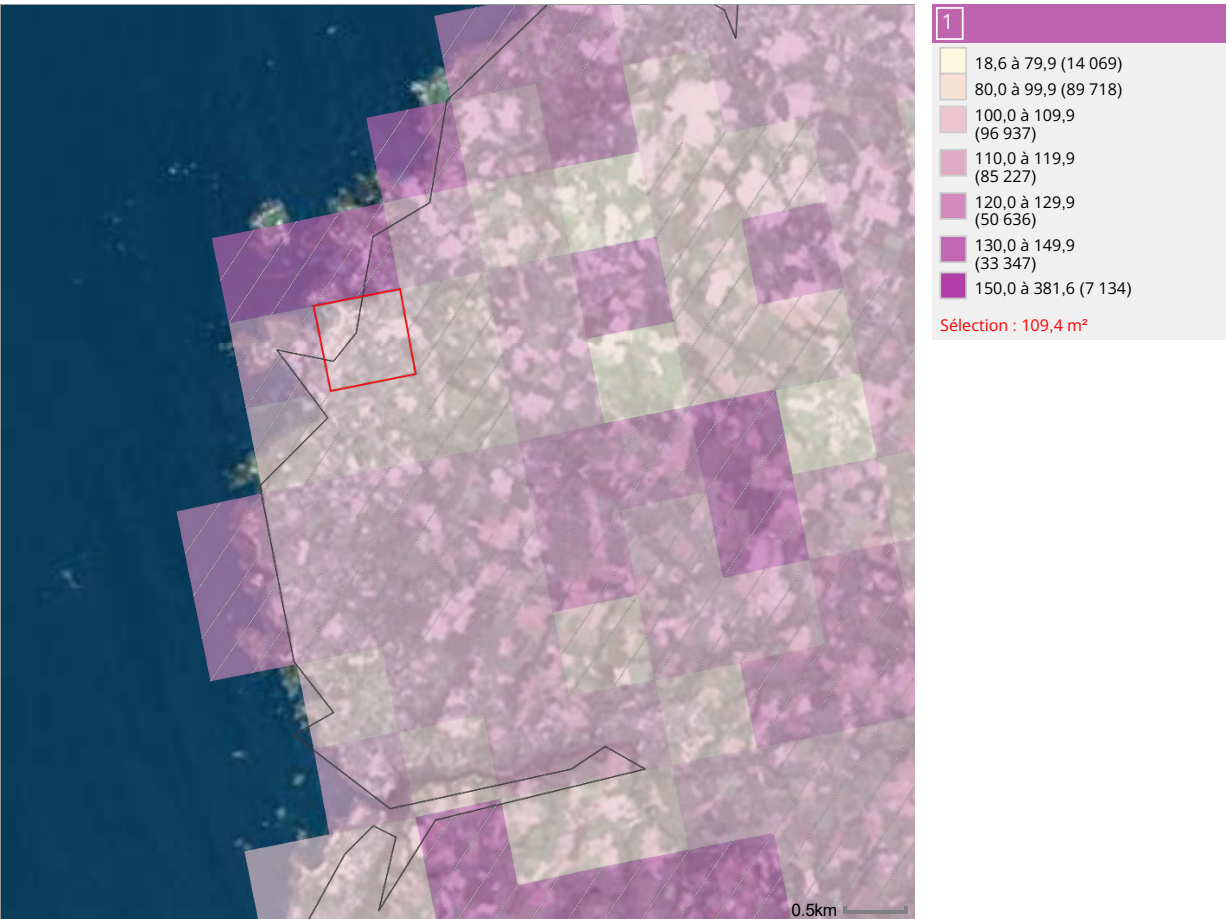 1
18,6 à 79,9 (14 069)
80,0 à 99,9 (89 718)
100,0 à 109,9
(96 937)
110,0 à 119,9
(85 227)
120,0 à 129,9
(50 636)
130,0 à 149,9
(33 347)
150,0 à 381,6 (7 134)
Sélection : 109,4 m²
0.5km